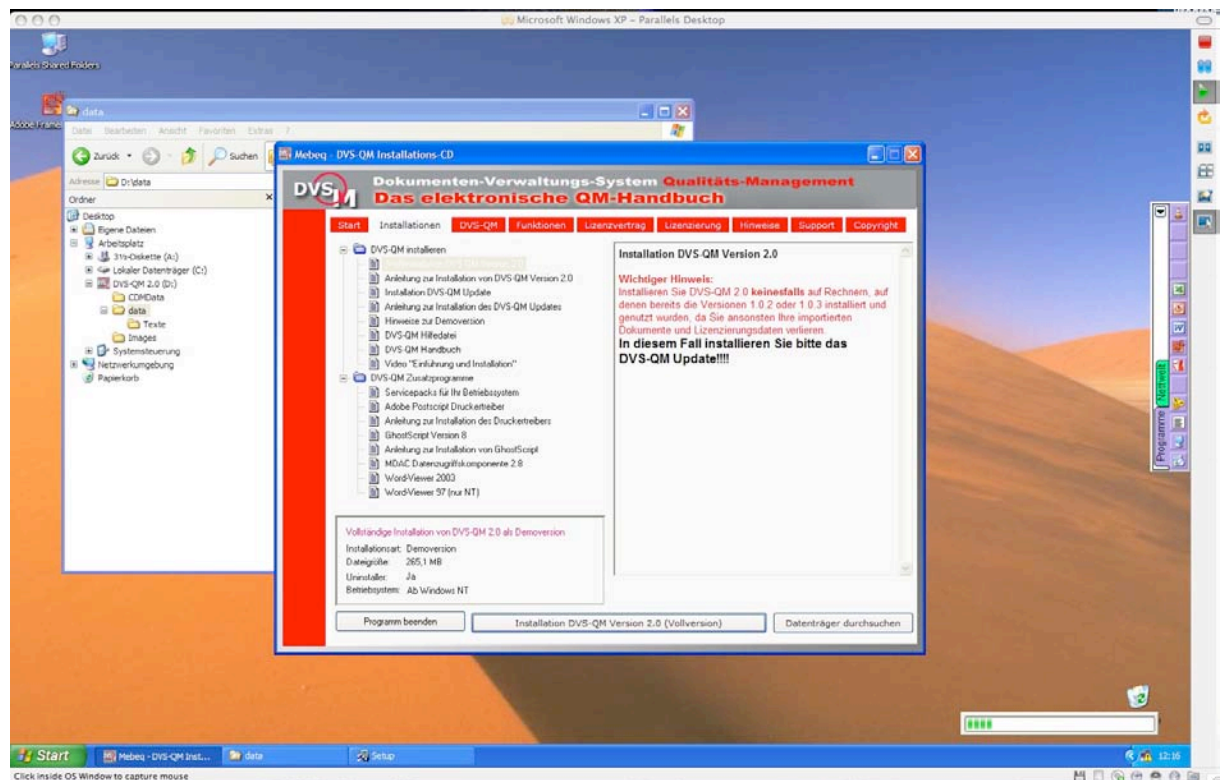 Microsoft Windows XP – Parallels Desktop
Parallels Shared Folders
data
Datei Bearbeiten Ansicht Favoriten Extras ?
Zurück Suchen
Adresse D:\data
Ordner
Desktop
Eigene Dateien
Arbeitsplatz
3½-Diskette (A:)
Lokaler Datenträger (C:)
DVS-QM 2.0 (D:)
CDMData
data
Texte
Images
Systemsteuerung
Netzwerkumgebung
Papierkorb
Mebeq - DVS-QM Installations-CD
DVS
Dokumenten-Verwaltungs-System Qualitäts-Management
Das elektronische QM-Handbuch
Start Installationen DVS-QM Funktionen Lizenzvertrag Lizenzierung Hinweise Support Copyright
DVS-QM installieren
Anleitung zur Installation von DVS-QM Version 2.0
Installation DVS-QM Update
Anleitung zur Installation des DVS-QM Updates
Hinweise zur Demoversion
DVS-QM Hilfedatei
DVS-QM Handbuch
Video "Einführung und Installation"
DVS-QM Zusatzprogramme
Servicepacks für Ihr Betriebssystem
Adobe Postscript Druckertreiber
Anleitung zur Installation des Druckertreibers
GhostScript Version 8
Anleitung zur Installation von GhostScript
MDAC Datenzugriffskomponente 2.8
Word-Viewer 2003
Word-Viewer 97 (nur NT)
Installation DVS-QM Version 2.0
Wichtiger Hinweis:
Installieren Sie DVS-QM 2.0 keinesfalls auf Rechnern, auf
denen bereits die Versionen 1.0.2 oder 1.0.3 installiert und
genutzt wurden, da Sie ansonsten Ihre importierten
Dokumente und Lizenzierungsdaten verlieren.
In diesem Fall installieren Sie bitte das
DVS-QM Update!!!!
Vollständige Installation von DVS-QM 2.0 als Demoversion
Installationsart: Demoversion
Dateigröße: 265,1 MB
Uninstaller: Ja
Betriebsystem: Ab Windows NT
Programm beenden
Installation DVS-QM Version 2.0 (Vollversion)
Datenträger durchsuchen
Programme
Start
Mebeq - DVS-QM Inst...
data
Setup
12:16
Click inside OS Window to capture mouse